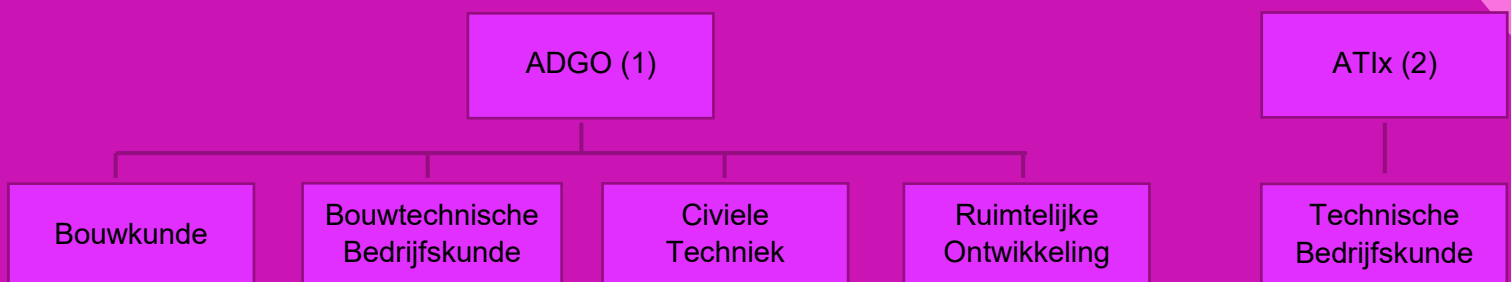 ADGO (1)
ATIx (2)
Bouwkunde
Bouwtechnische
Bedrijfskunde
Civiele
Techniek
Ruimtelijke
Ontwikkeling
Technische
Bedrijfskunde